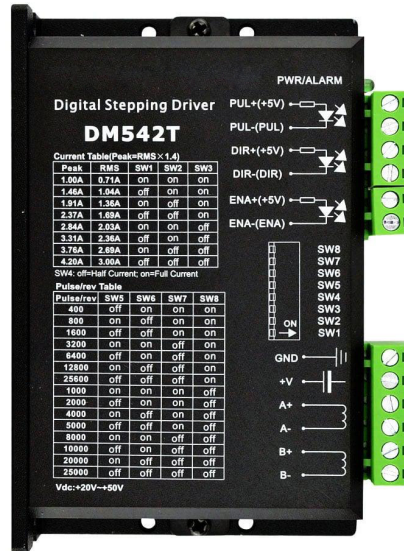 PWR/ALARM
Digital Stepping Driver
DM542T
Current Table(Peak=RMS×1.4)
Peak RMS SW1 SW2 SW3
1.00A 0.71A on on on
1.46A 1.04A off on on
1.91A 1.36A on off on
2.37A 1.69A off off on
2.84A 2.03A on on off
3.31A 2.36A off on off
3.76A 2.69A on off off
4.20A 3.00A off off off
SW4: off=Half Current; on=Full Current
Pulse/rev Table
Pulse/rev SW5 SW6 SW7 SW8
400 off on on on
800 on off on on
1600 off off on on
3200 on on off on
6400 off on off on
12800 on off off on
25600 off off off on
1000 on on on off
2000 off on on off
4000 on off on off
5000 off off on off
8000 on on off off
10000 off on off off
20000 on off off off
25000 off off off off
Vdc:+20V~+50V
PUL+(+5V)
PUL-(PUL)
DIR+(+5V)
DIR-(DIR)
ENA+(+5V)
ENA-(ENA)
SW8
SW7
SW6
SW5
SW4
SW3
SW2
ON SW1
GND
+V
A+
A-
B+
B-